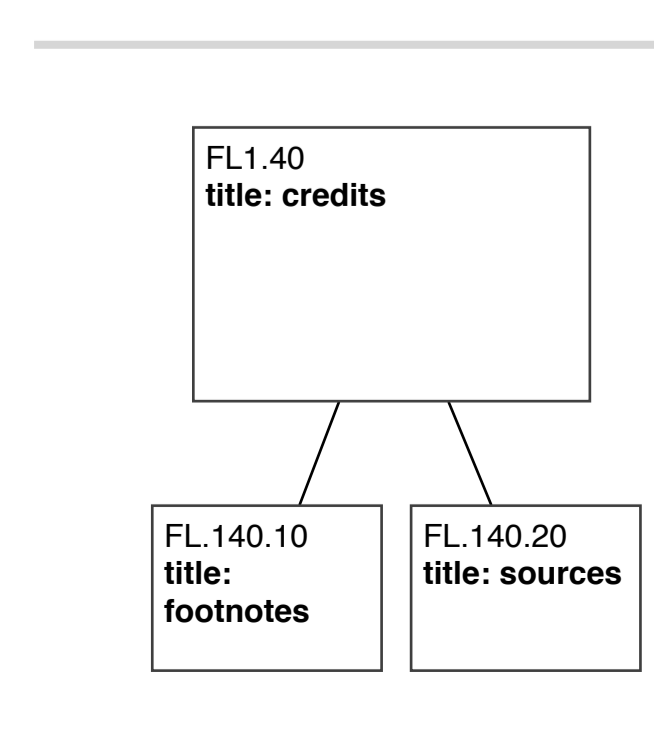 FL1.40
title: credits
FL.140.10
title:
footnotes
FL.140.20
title: sources